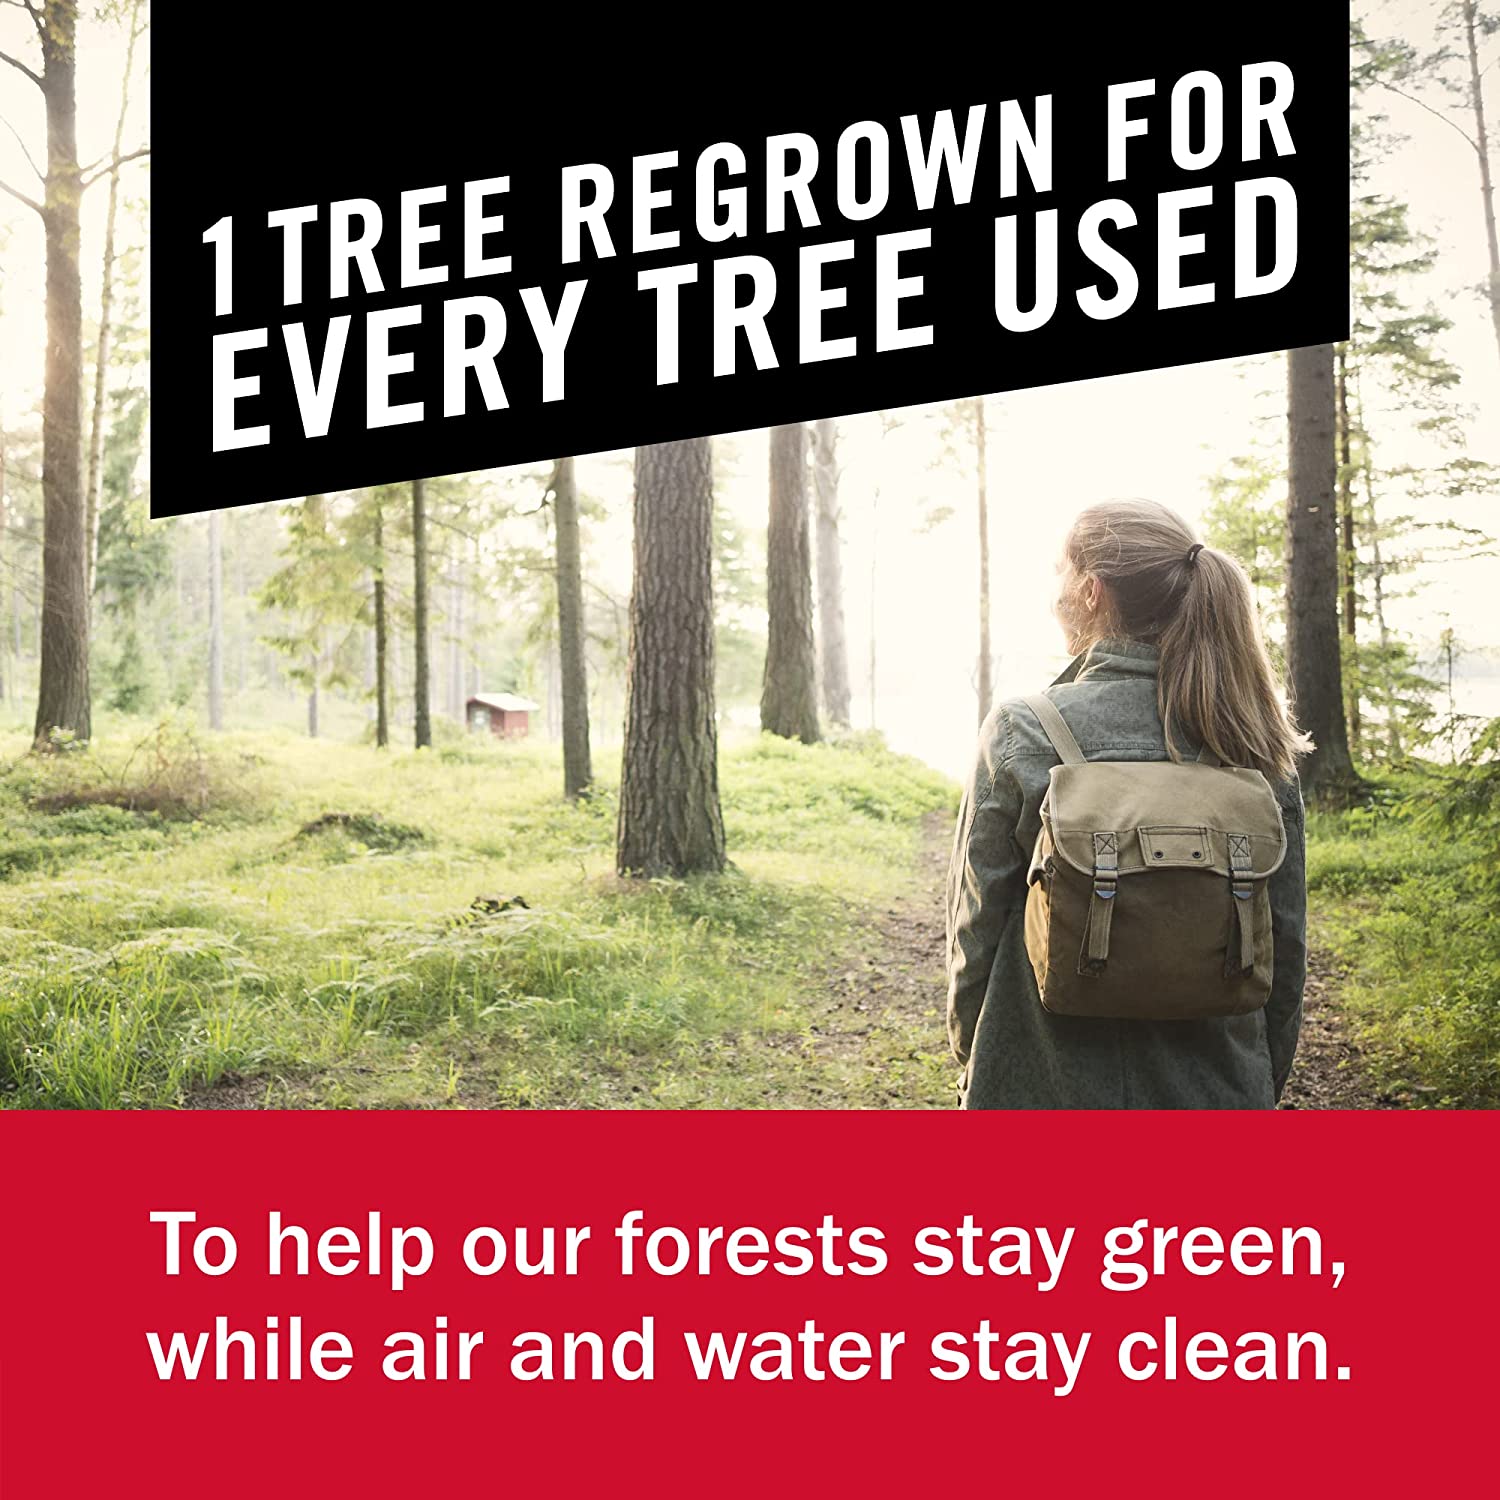 1 TREE REGROWN FOR
EVERY TREE USED
To help our forests stay green,
while air and water stay clean.